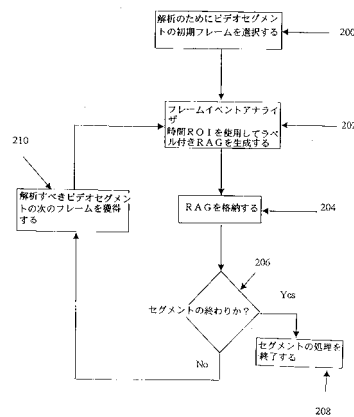 解析のためにビデオセグメン
トの初期フレームを選択する
200
フレームイベントアナライ
ザ
時間ROIを使用してラベ
ル付きRAGを生成する
202
210
解析すべきビデオセグメン
トの次のフレームを獲得
する
RAGを格納する
204
206
セグメントの終わりか?
Yes
No
セグメントの処理を
終了する
208